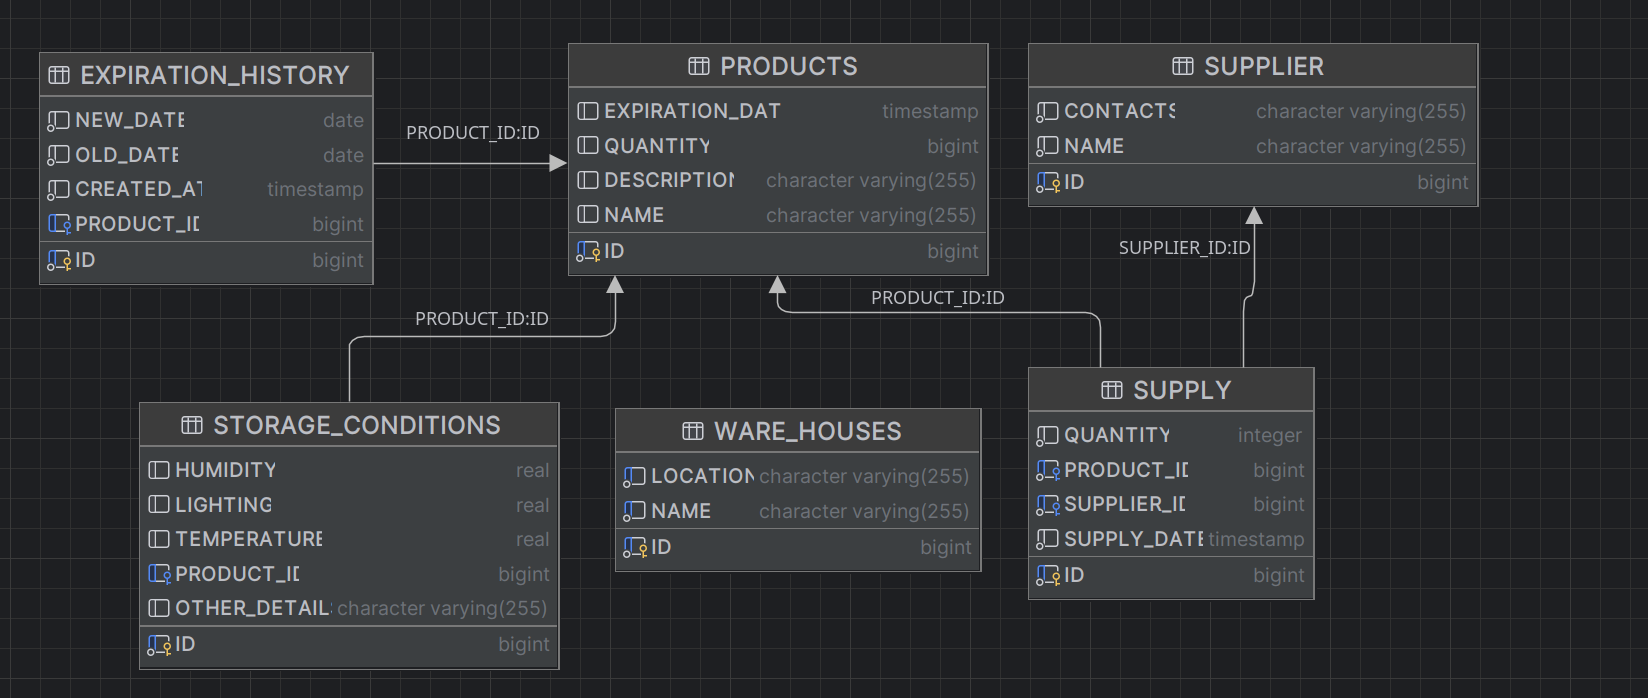 EXPIRATION_HISTORY
NEW_DATE date
OLD_DATE date
CREATED_AT timestamp
PRODUCT_ID bigint
ID bigint
PRODUCT_ID:ID
PRODUCTS
EXPIRATION_DAT timestamp
QUANTITY bigint
DESCRIPTION character varying(255)
NAME character varying(255)
ID bigint
SUPPLIER
CONTACTS character varying(255)
NAME character varying(255)
ID bigint
SUPPLIER_ID:ID
PRODUCT_ID:ID
PRODUCT_ID:ID
STORAGE_CONDITIONS
HUMIDITY real
LIGHTING real
TEMPERATURE real
PRODUCT_ID bigint
OTHER_DETAILS character varying(255)
ID bigint
WARE_HOUSES
LOCATION character varying(255)
NAME character varying(255)
ID bigint
SUPPLY
QUANTITY integer
PRODUCT_ID bigint
SUPPLIER_ID bigint
SUPPLY_DATE timestamp
ID bigint